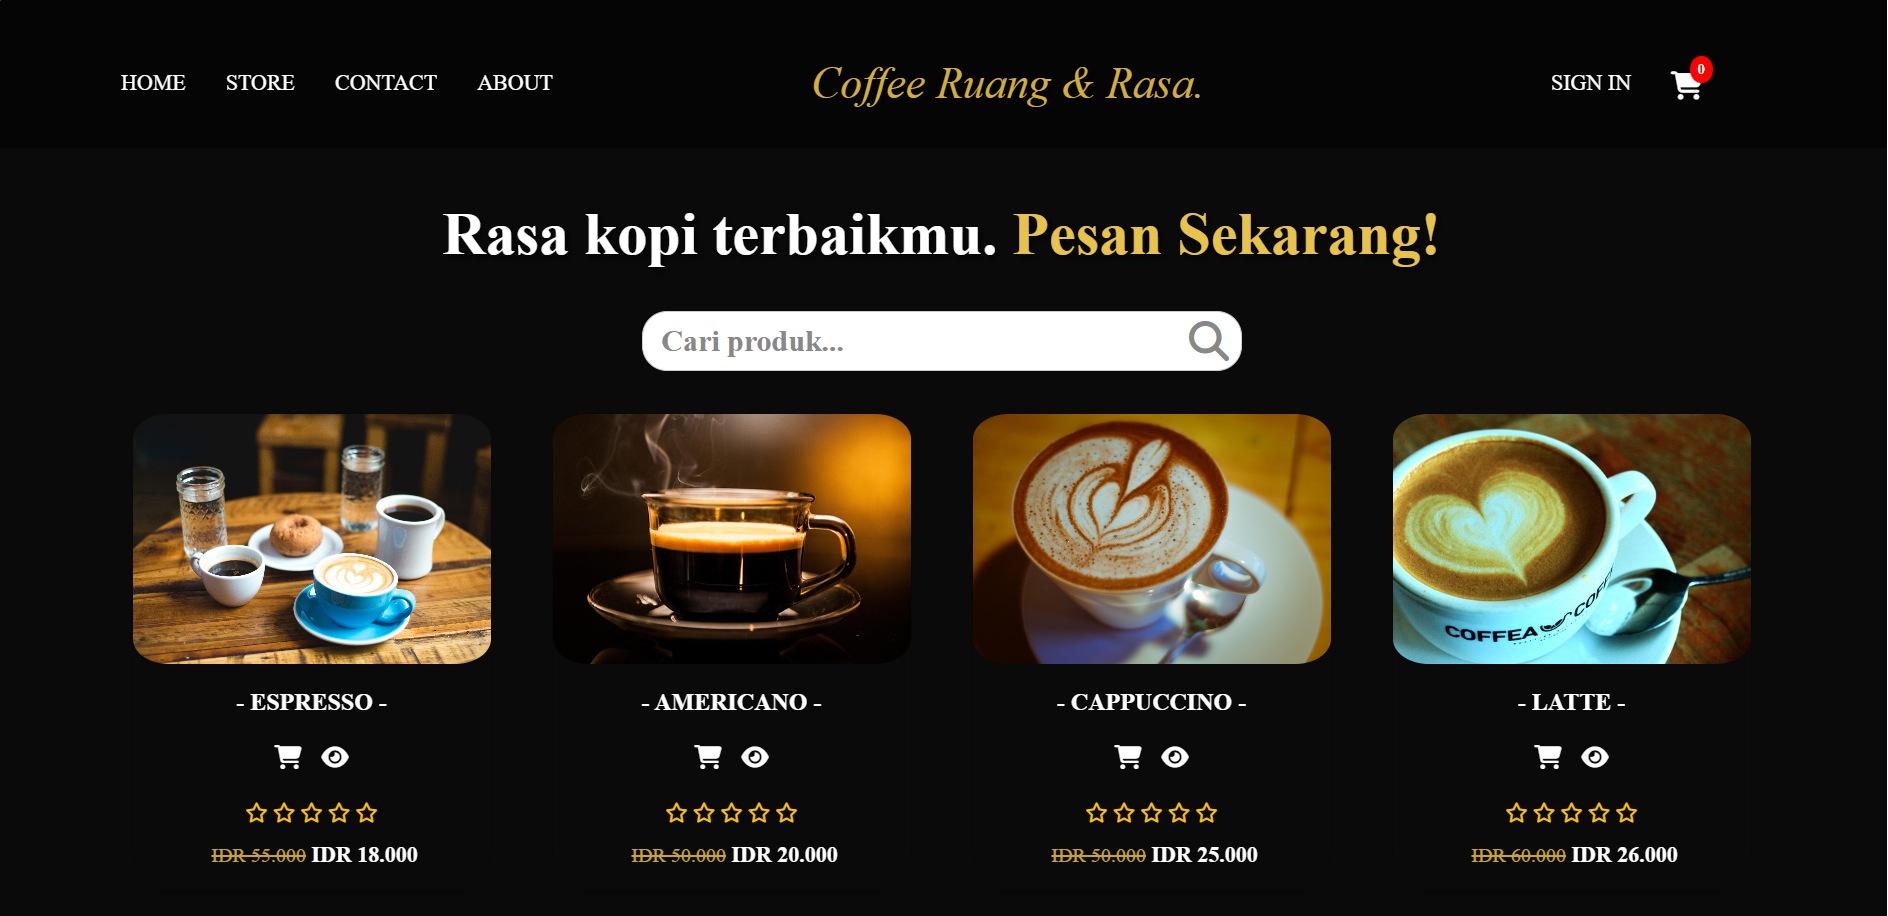 HOME STORE CONTACT ABOUT Coffee Ruang & Rasa. SIGN IN 0
Rasa kopi terbaikmu. Pesan Sekarang!
Cari produk...
COFFEA COFFE
- ESPRESSO - - AMERICANO - - CAPPUCCINO - - LATTE -
IDR 55.000 IDR 18.000 IDR 50.000 IDR 20.000 IDR 50.000 IDR 25.000 IDR 60.000 IDR 26.000